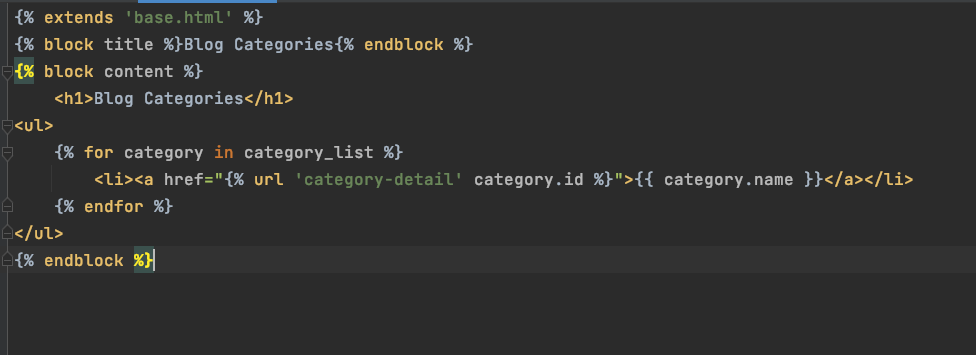 {% extends 'base.html' %}
{% block title %}Blog Categories{% endblock %}
{% block content %}
    <h1>Blog Categories</h1>
<ul>
    {% for category in category_list %}
        <li><a href="{% url 'category-detail' category.id %}">{{ category.name }}</a></li>
    {% endfor %}
</ul>
{% endblock %}